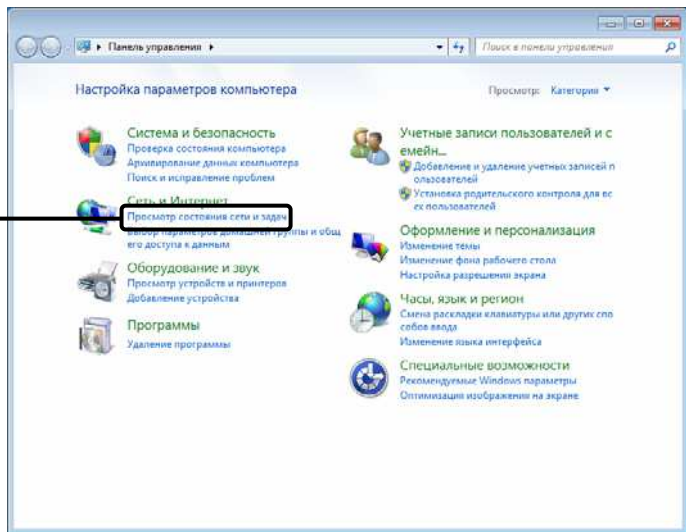 Панель управления
Поиск в панели управления
Настройка параметров компьютера
Просмотр: Категория
Система и безопасность
Проверка состояния компьютера
Архивирование данных компьютера
Поиск и исправление проблем
Сеть и Интернет
Просмотр состояния сети и задач
Выбор параметров домашней группы и общ
его доступа к данным
Оборудование и звук
Просмотр устройств и принтеров
Добавление устройства
Программы
Удаление программы
Учетные записи пользователей и с
емейн...
Добавление и удаление учетных записей п
ользователей
Установка родительского контроля для вс
ех пользователей
Оформление и персонализация
Изменение темы
Изменение фона рабочего стола
Настройка разрешения экрана
Часы, язык и регион
Смена раскладки клавиатуры или других спо
собов ввода
Изменение языка интерфейса
Специальные возможности
Рекомендуемые Windows параметры
Оптимизация изображения на экране